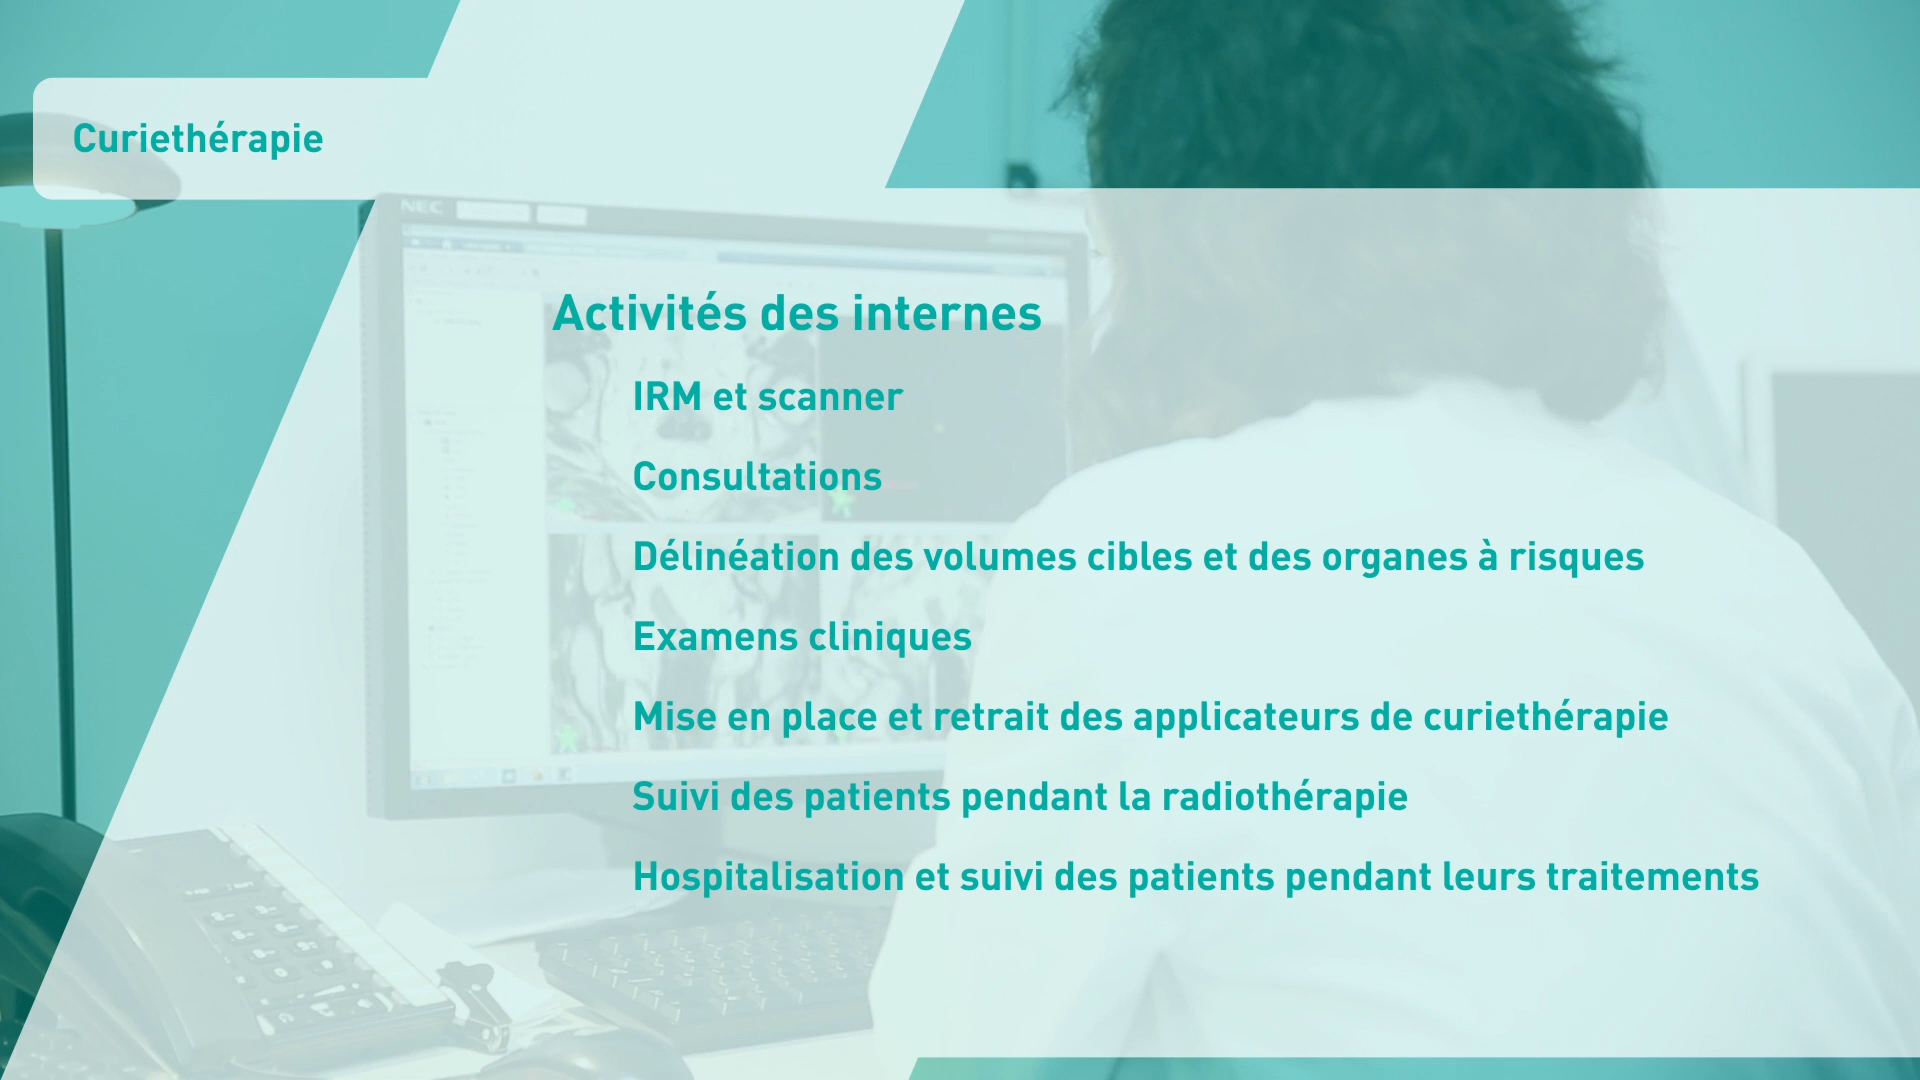 Curiethérapie
NEC
Activités des internes
IRM et scanner
Consultations
Délinéation des volumes cibles et des organes à risques
Examens cliniques
Mise en place et retrait des applicateurs de curiethérapie
Suivi des patients pendant la radiothérapie
Hospitalisation et suivi des patients pendant leurs traitements